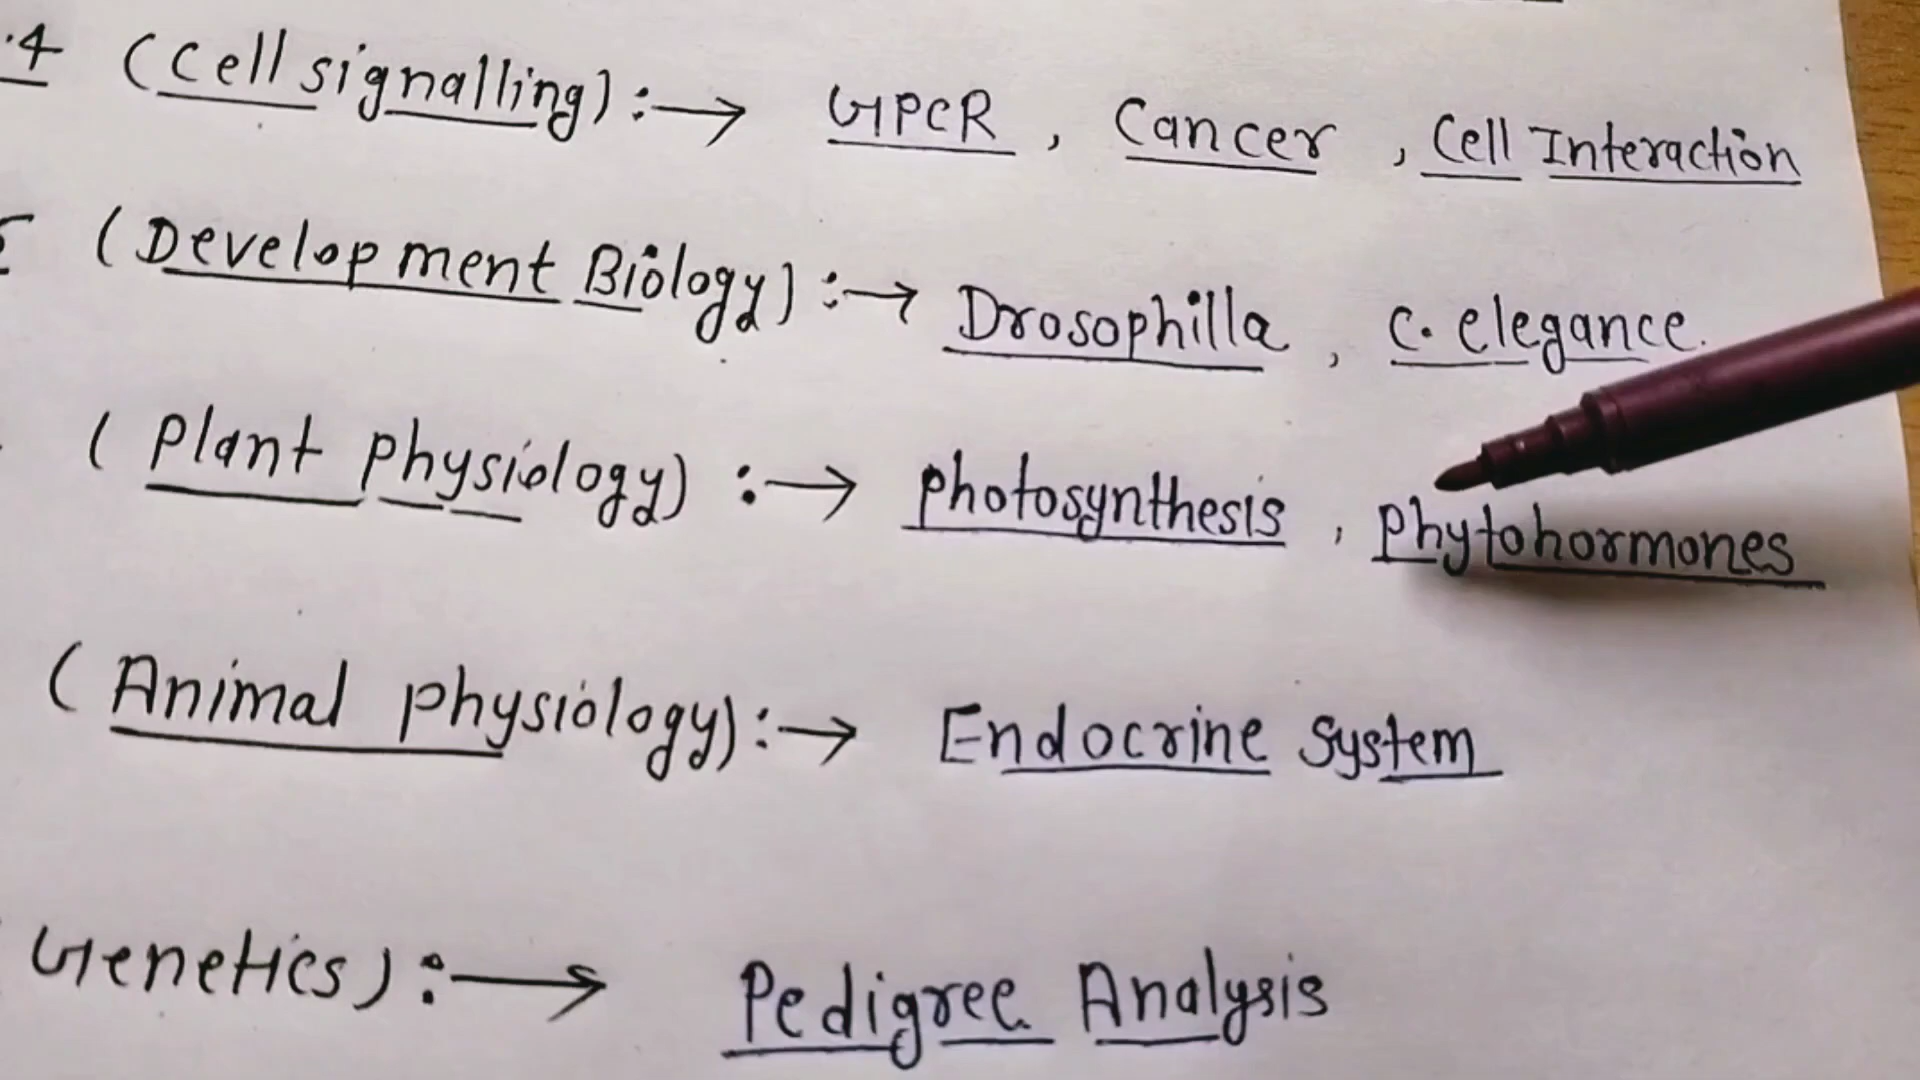 .4 (Cell signalling) :→ GPCR, Cancer, Cell Interaction
(Development Biology) :→ Drosophilla, C. elegance.
(Plant physiology) :→ photosynthesis, Phytohormones
(Animal physiology) :→ Endocrine System
Genetics) :→ Pedigree Analysis